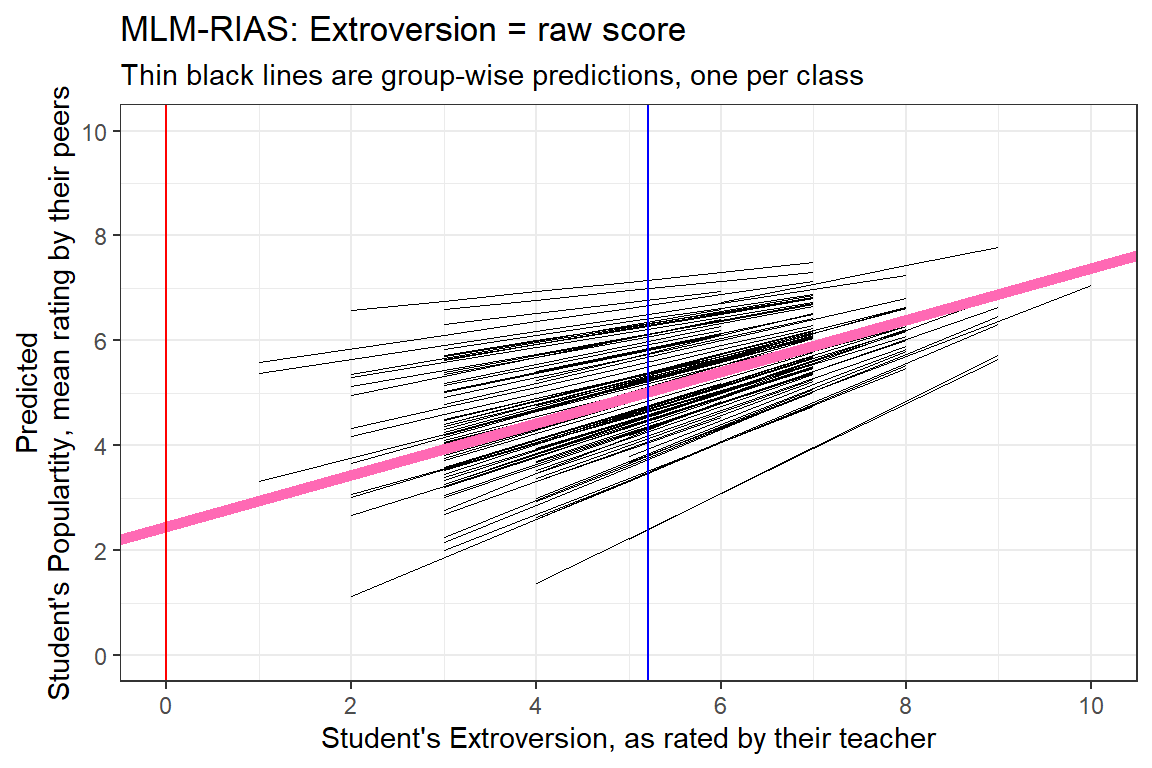 MLM-RIAS: Extroversion = raw score
Thin black lines are group-wise predictions, one per class
Predicted
Student's Populartity, mean rating by their peers
10
8
6
4
2
0
0 2 4 6 8 10
Student's Extroversion, as rated by their teacher